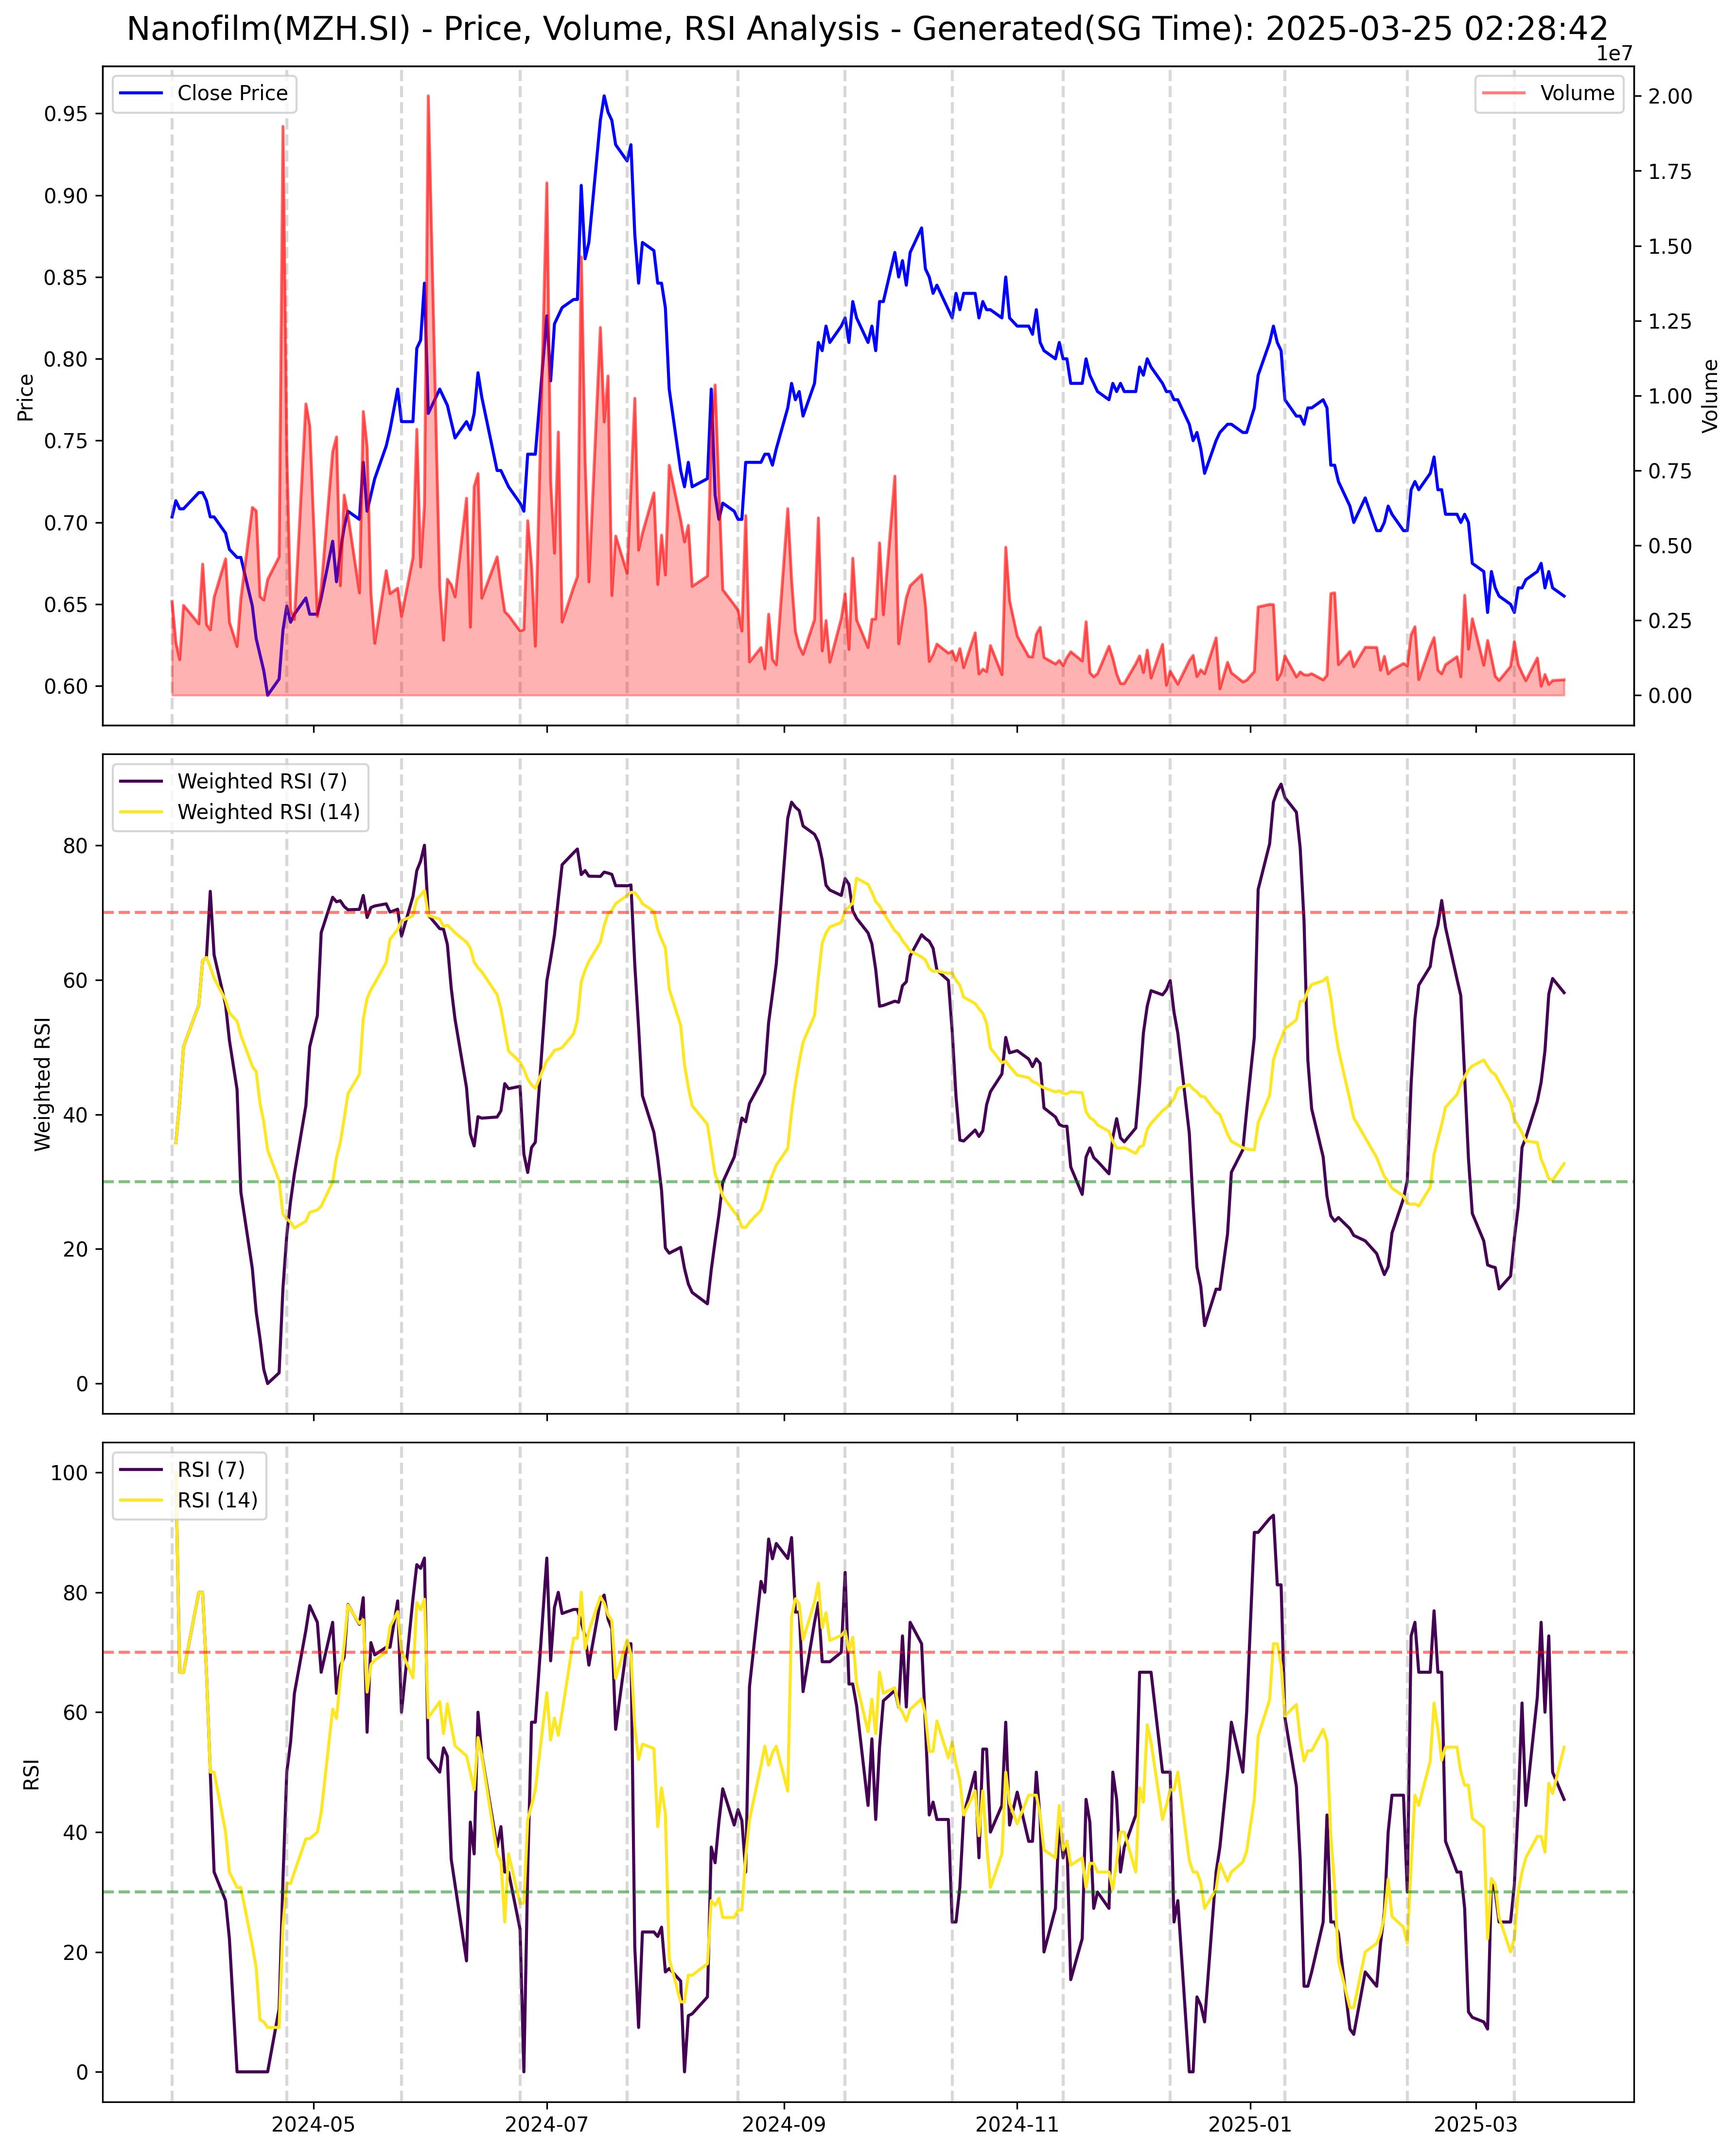 Nanofilm(MZH.SI) - Price, Volume, RSI Analysis - Generated(SG Time): 2025-03-25 02:28:42
1e7
Close Price
Volume
0.95
0.90
0.85
0.80
0.75
0.70
0.65
0.60
Price
2.00
1.75
1.50
1.25
1.00
0.75
0.50
0.25
0.00
Volume
Weighted RSI (7)
Weighted RSI (14)
80
60
40
20
0
Weighted RSI
RSI (7)
RSI (14)
100
80
60
40
20
0
RSI
2024-05
2024-07
2024-09
2024-11
2025-01
2025-03